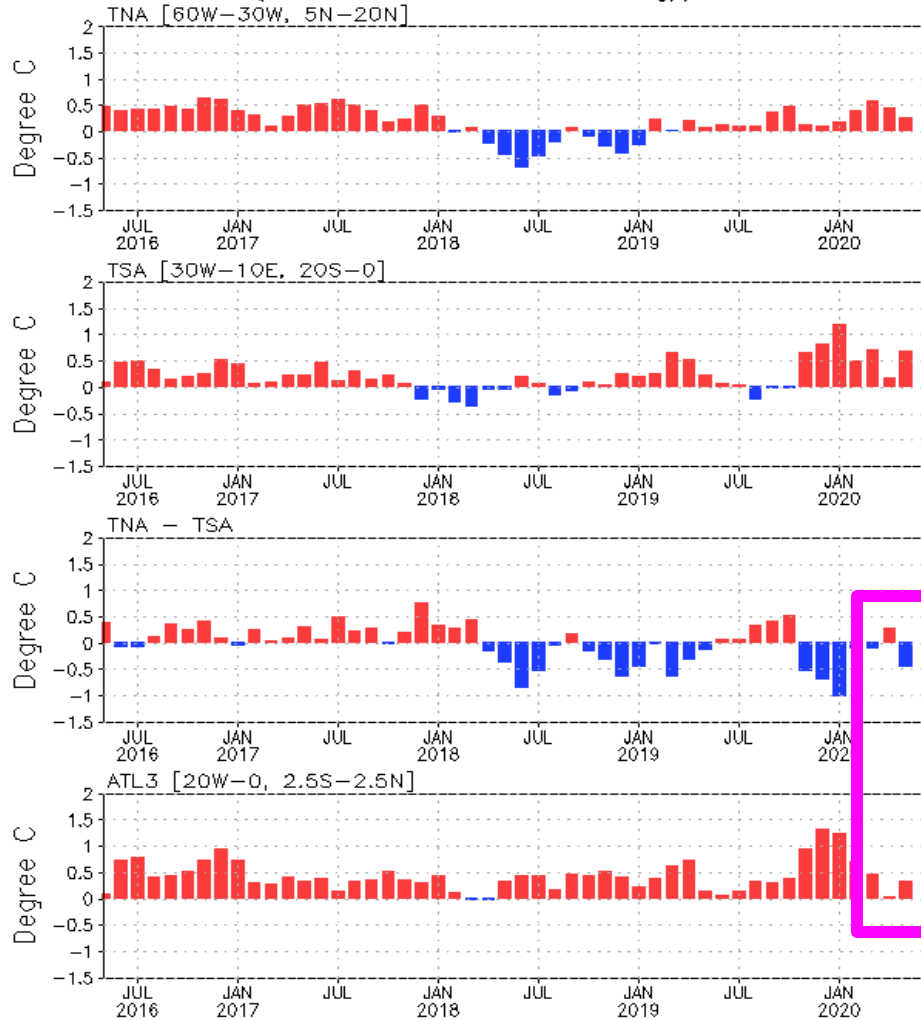 TNA [60W−30W, 5N−20N]
Degree C
2
1.5
1
0.5
0
−0.5
−1
−1.5
JUL JAN JUL JAN JUL JAN JUL JAN
2016 2017 2018 2019 2020
TSA [30W−10E, 20S−0]
Degree C
2
1.5
1
0.5
0
−0.5
−1
−1.5
JUL JAN JUL JAN JUL JAN JUL JAN
2016 2017 2018 2019 2020
TNA − TSA
Degree C
2
1.5
1
0.5
0
−0.5
−1
−1.5
JUL JAN JUL JAN JUL JAN JUL JAN
2016 2017 2018 2019
ATL3 [20W−0, 2.5S−2.5N]
Degree C
2
1.5
1
0.5
0
−0.5
−1
−1.5
JUL JAN JUL JAN JUL JAN JUL JAN
2016 2017 2018 2019 2020